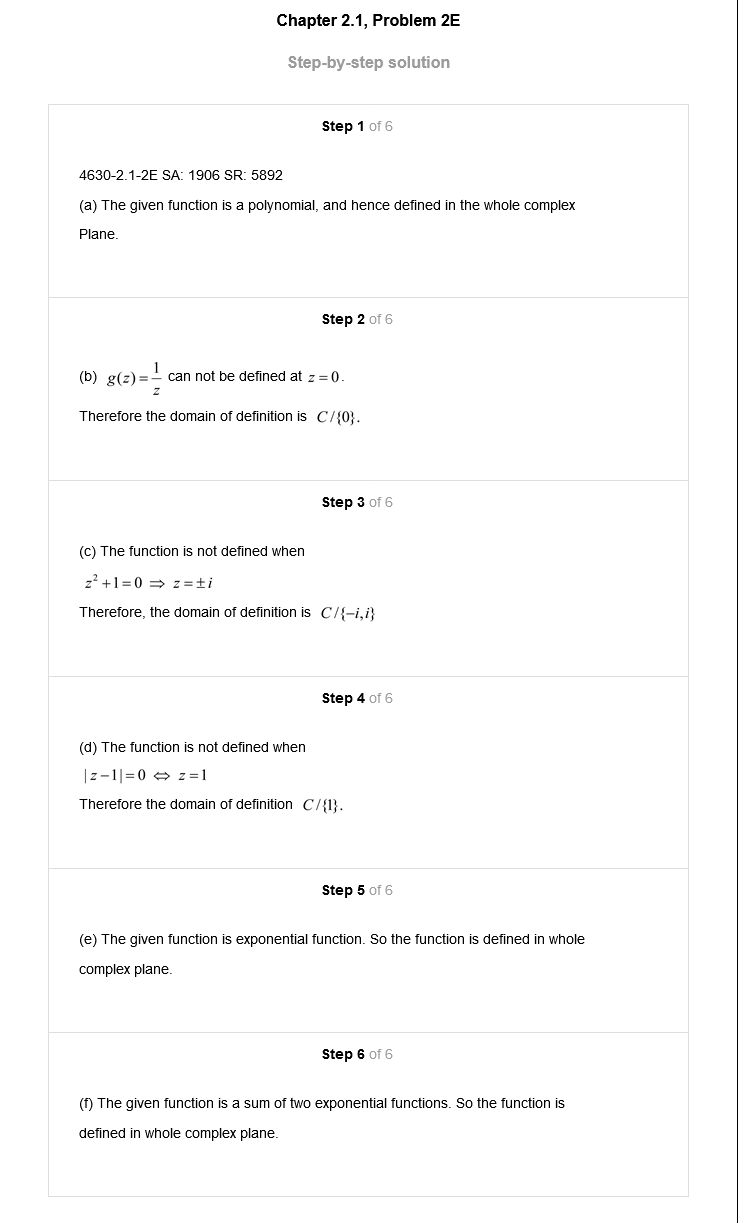 Chapter 2.1, Problem 2E
Step-by-step solution
Step 1 of 6
4630-2.1-2E SA: 1906 SR: 5892
(a) The given function is a polynomial, and hence defined in the whole complex
Plane.
Step 2 of 6
(b) g(z) = 1/z can not be defined at z = 0.
Therefore the domain of definition is C/{0}.
Step 3 of 6
(c) The function is not defined when
z² + 1 = 0 ⇒ z = ±i
Therefore, the domain of definition is C/{−i,i}
Step 4 of 6
(d) The function is not defined when
|z − 1| = 0 ⇔ z = 1
Therefore the domain of definition C/{1}.
Step 5 of 6
(e) The given function is exponential function. So the function is defined in whole
complex plane.
Step 6 of 6
(f) The given function is a sum of two exponential functions. So the function is
defined in whole complex plane.